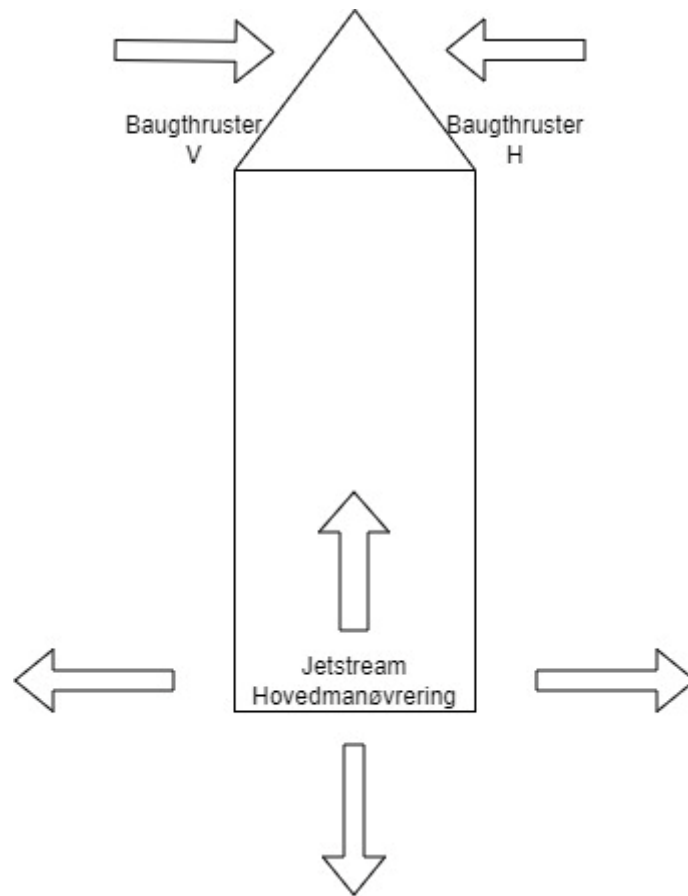 Baugthruster
V
Baugthruster
H
Jetstream
Hovedmanøvrering